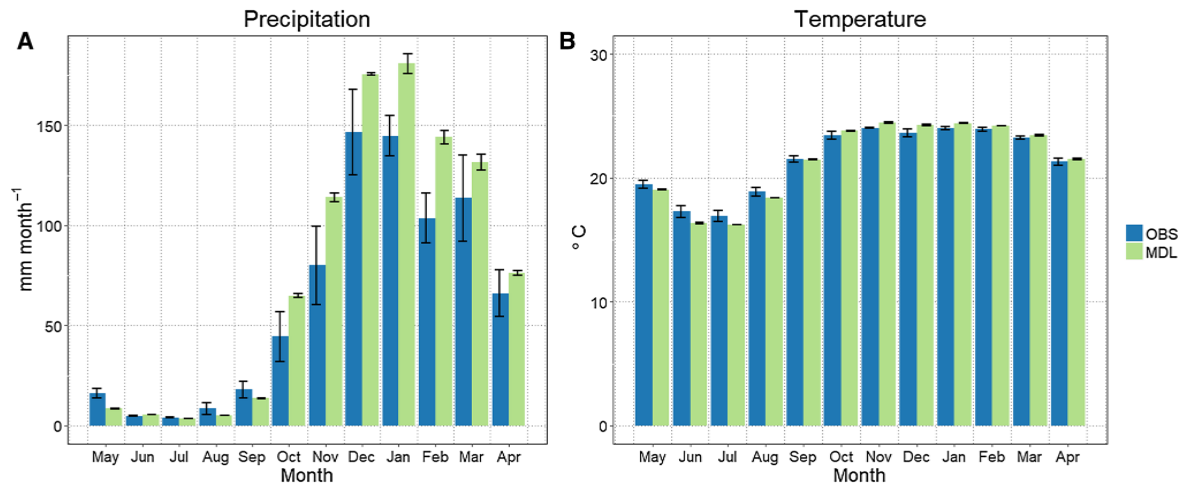 Precipitation
A
mm month⁻¹
150
100
50
0
May Jun Jul Aug Sep Oct Nov Dec Jan Feb Mar Apr
Month
Temperature
B
° C
30
20
10
0
May Jun Jul Aug Sep Oct Nov Dec Jan Feb Mar Apr
Month
OBS
MDL